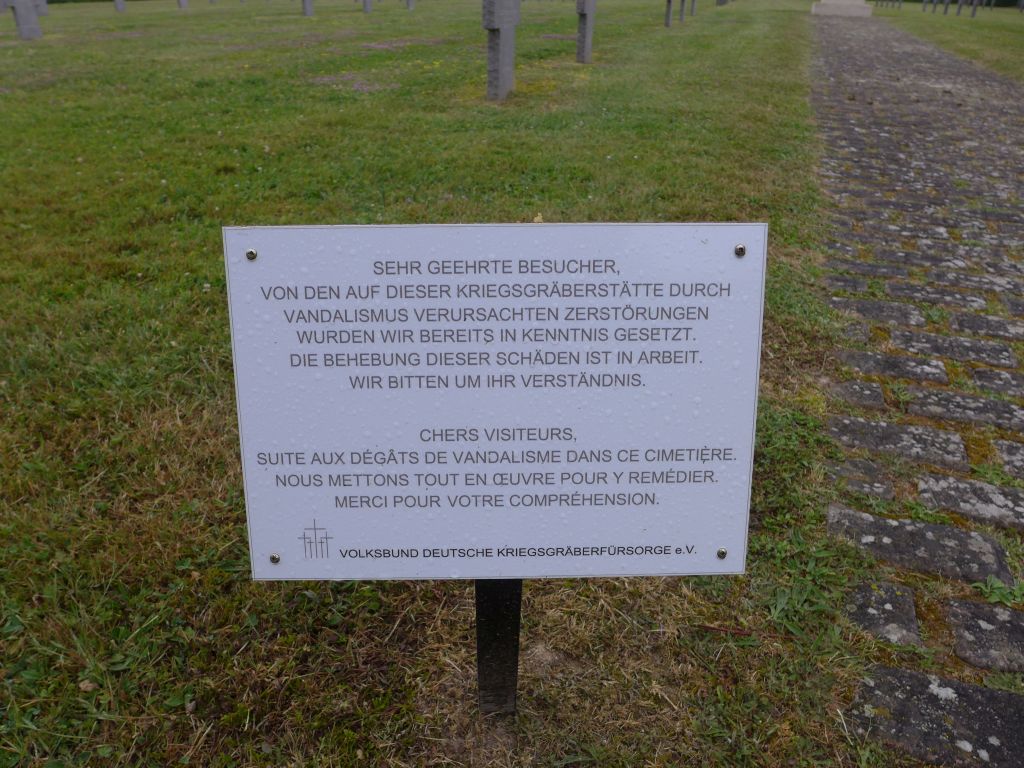 SEHR GEEHRTE BESUCHER,
VON DEN AUF DIESER KRIEGSGRÄBERSTÄTTE DURCH
VANDALISMUS VERURSACHTEN ZERSTÖRUNGEN
WURDEN WIR BEREITS IN KENNTNIS GESETZT.
DIE BEHEBUNG DIESER SCHÄDEN IST IN ARBEIT.
WIR BITTEN UM IHR VERSTÄNDNIS.
CHERS VISITEURS,
SUITE AUX DÉGÂTS DE VANDALISME DANS CE CIMETIÈRE.
NOUS METTONS TOUT EN ŒUVRE POUR Y REMÉDIER.
MERCI POUR VOTRE COMPRÉHENSION.
VOLKSBUND DEUTSCHE KRIEGSGRÄBERFÜRSORGE e.V.